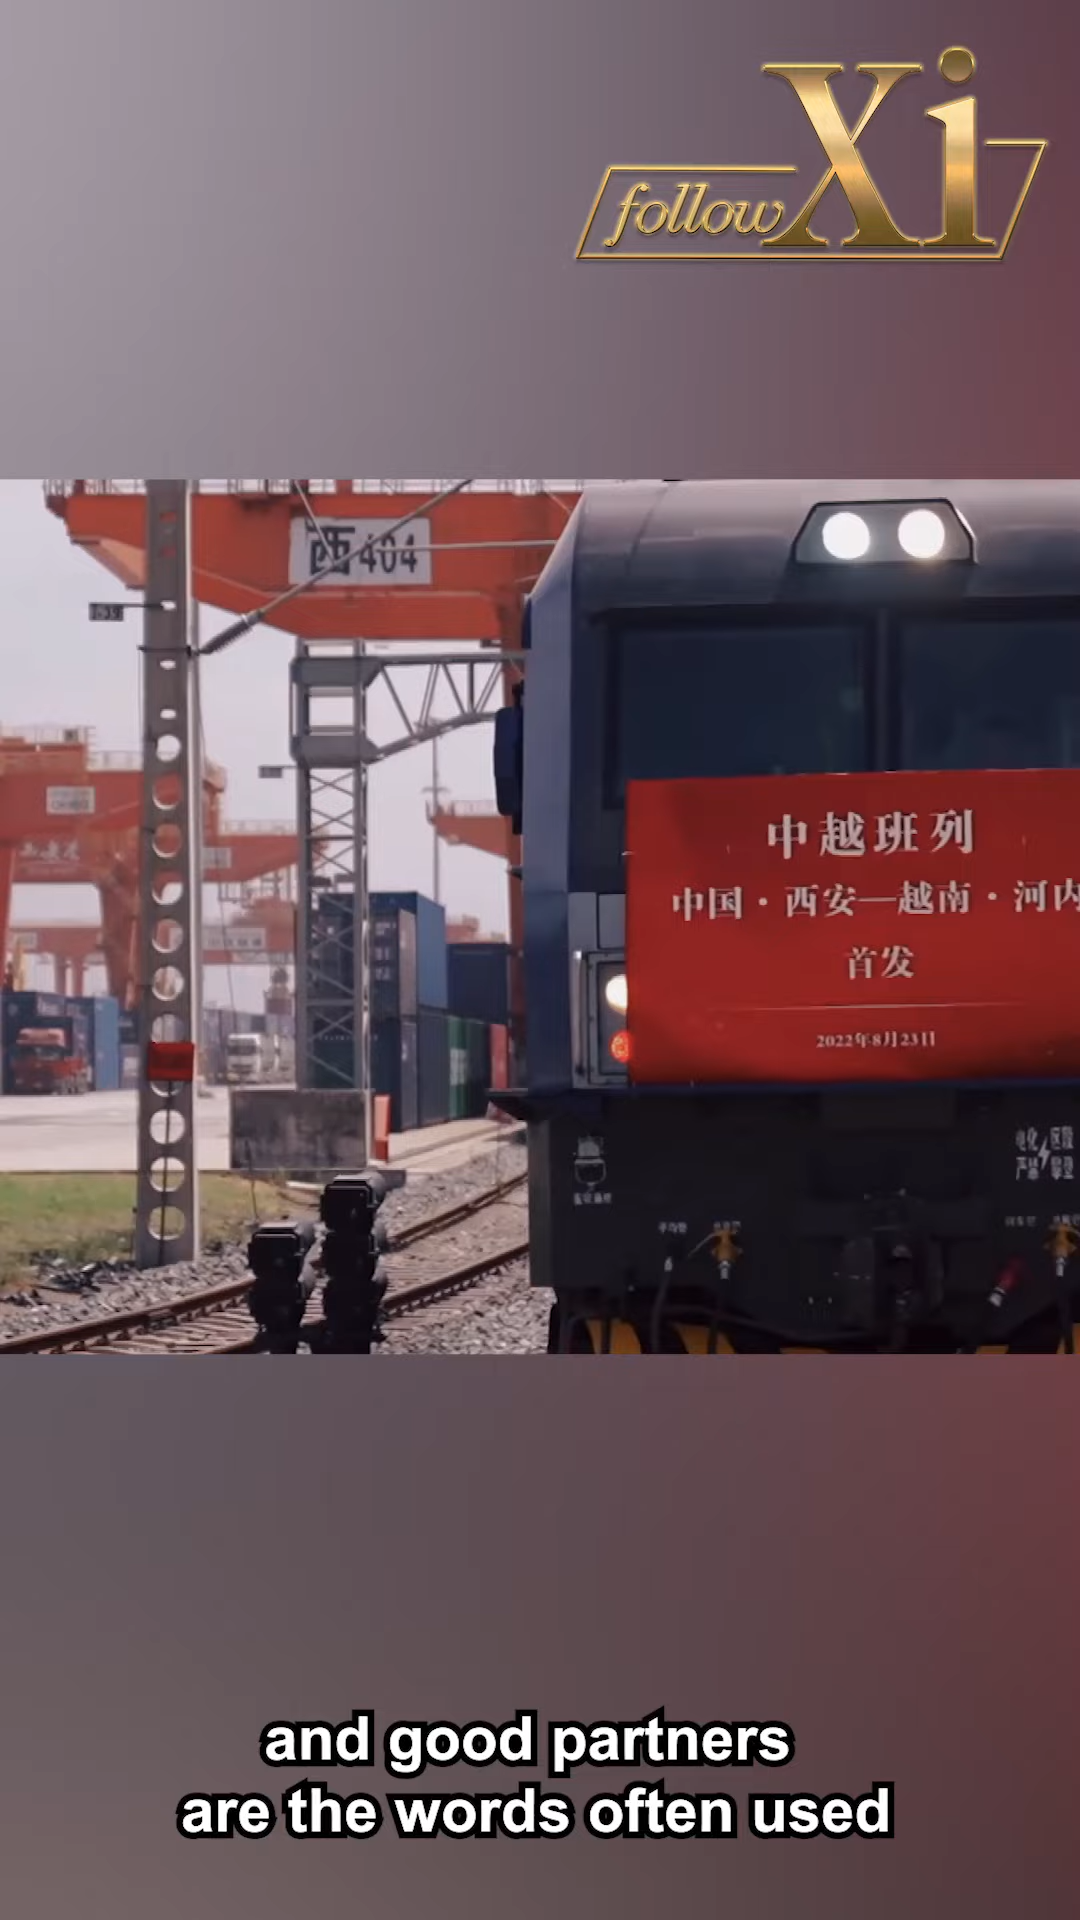 follow Xi
西404
中越班列
中国·西安—越南·河内
首发
2022年8月23日
and good partners
are the words often used